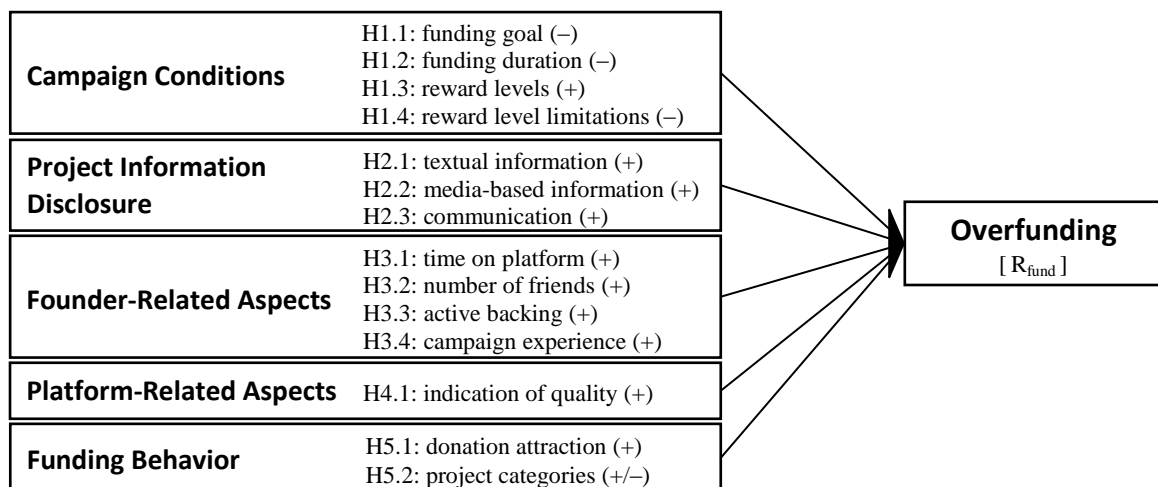 Campaign Conditions
H1.1: funding goal (–)
H1.2: funding duration (–)
H1.3: reward levels (+)
H1.4: reward level limitations (–)
Project Information
Disclosure
H2.1: textual information (+)
H2.2: media-based information (+)
H2.3: communication (+)
Founder-Related Aspects
H3.1: time on platform (+)
H3.2: number of friends (+)
H3.3: active backing (+)
H3.4: campaign experience (+)
Platform-Related Aspects
H4.1: indication of quality (+)
Funding Behavior
H5.1: donation attraction (+)
H5.2: project categories (+/–)
Overfunding
[ Rfund ]